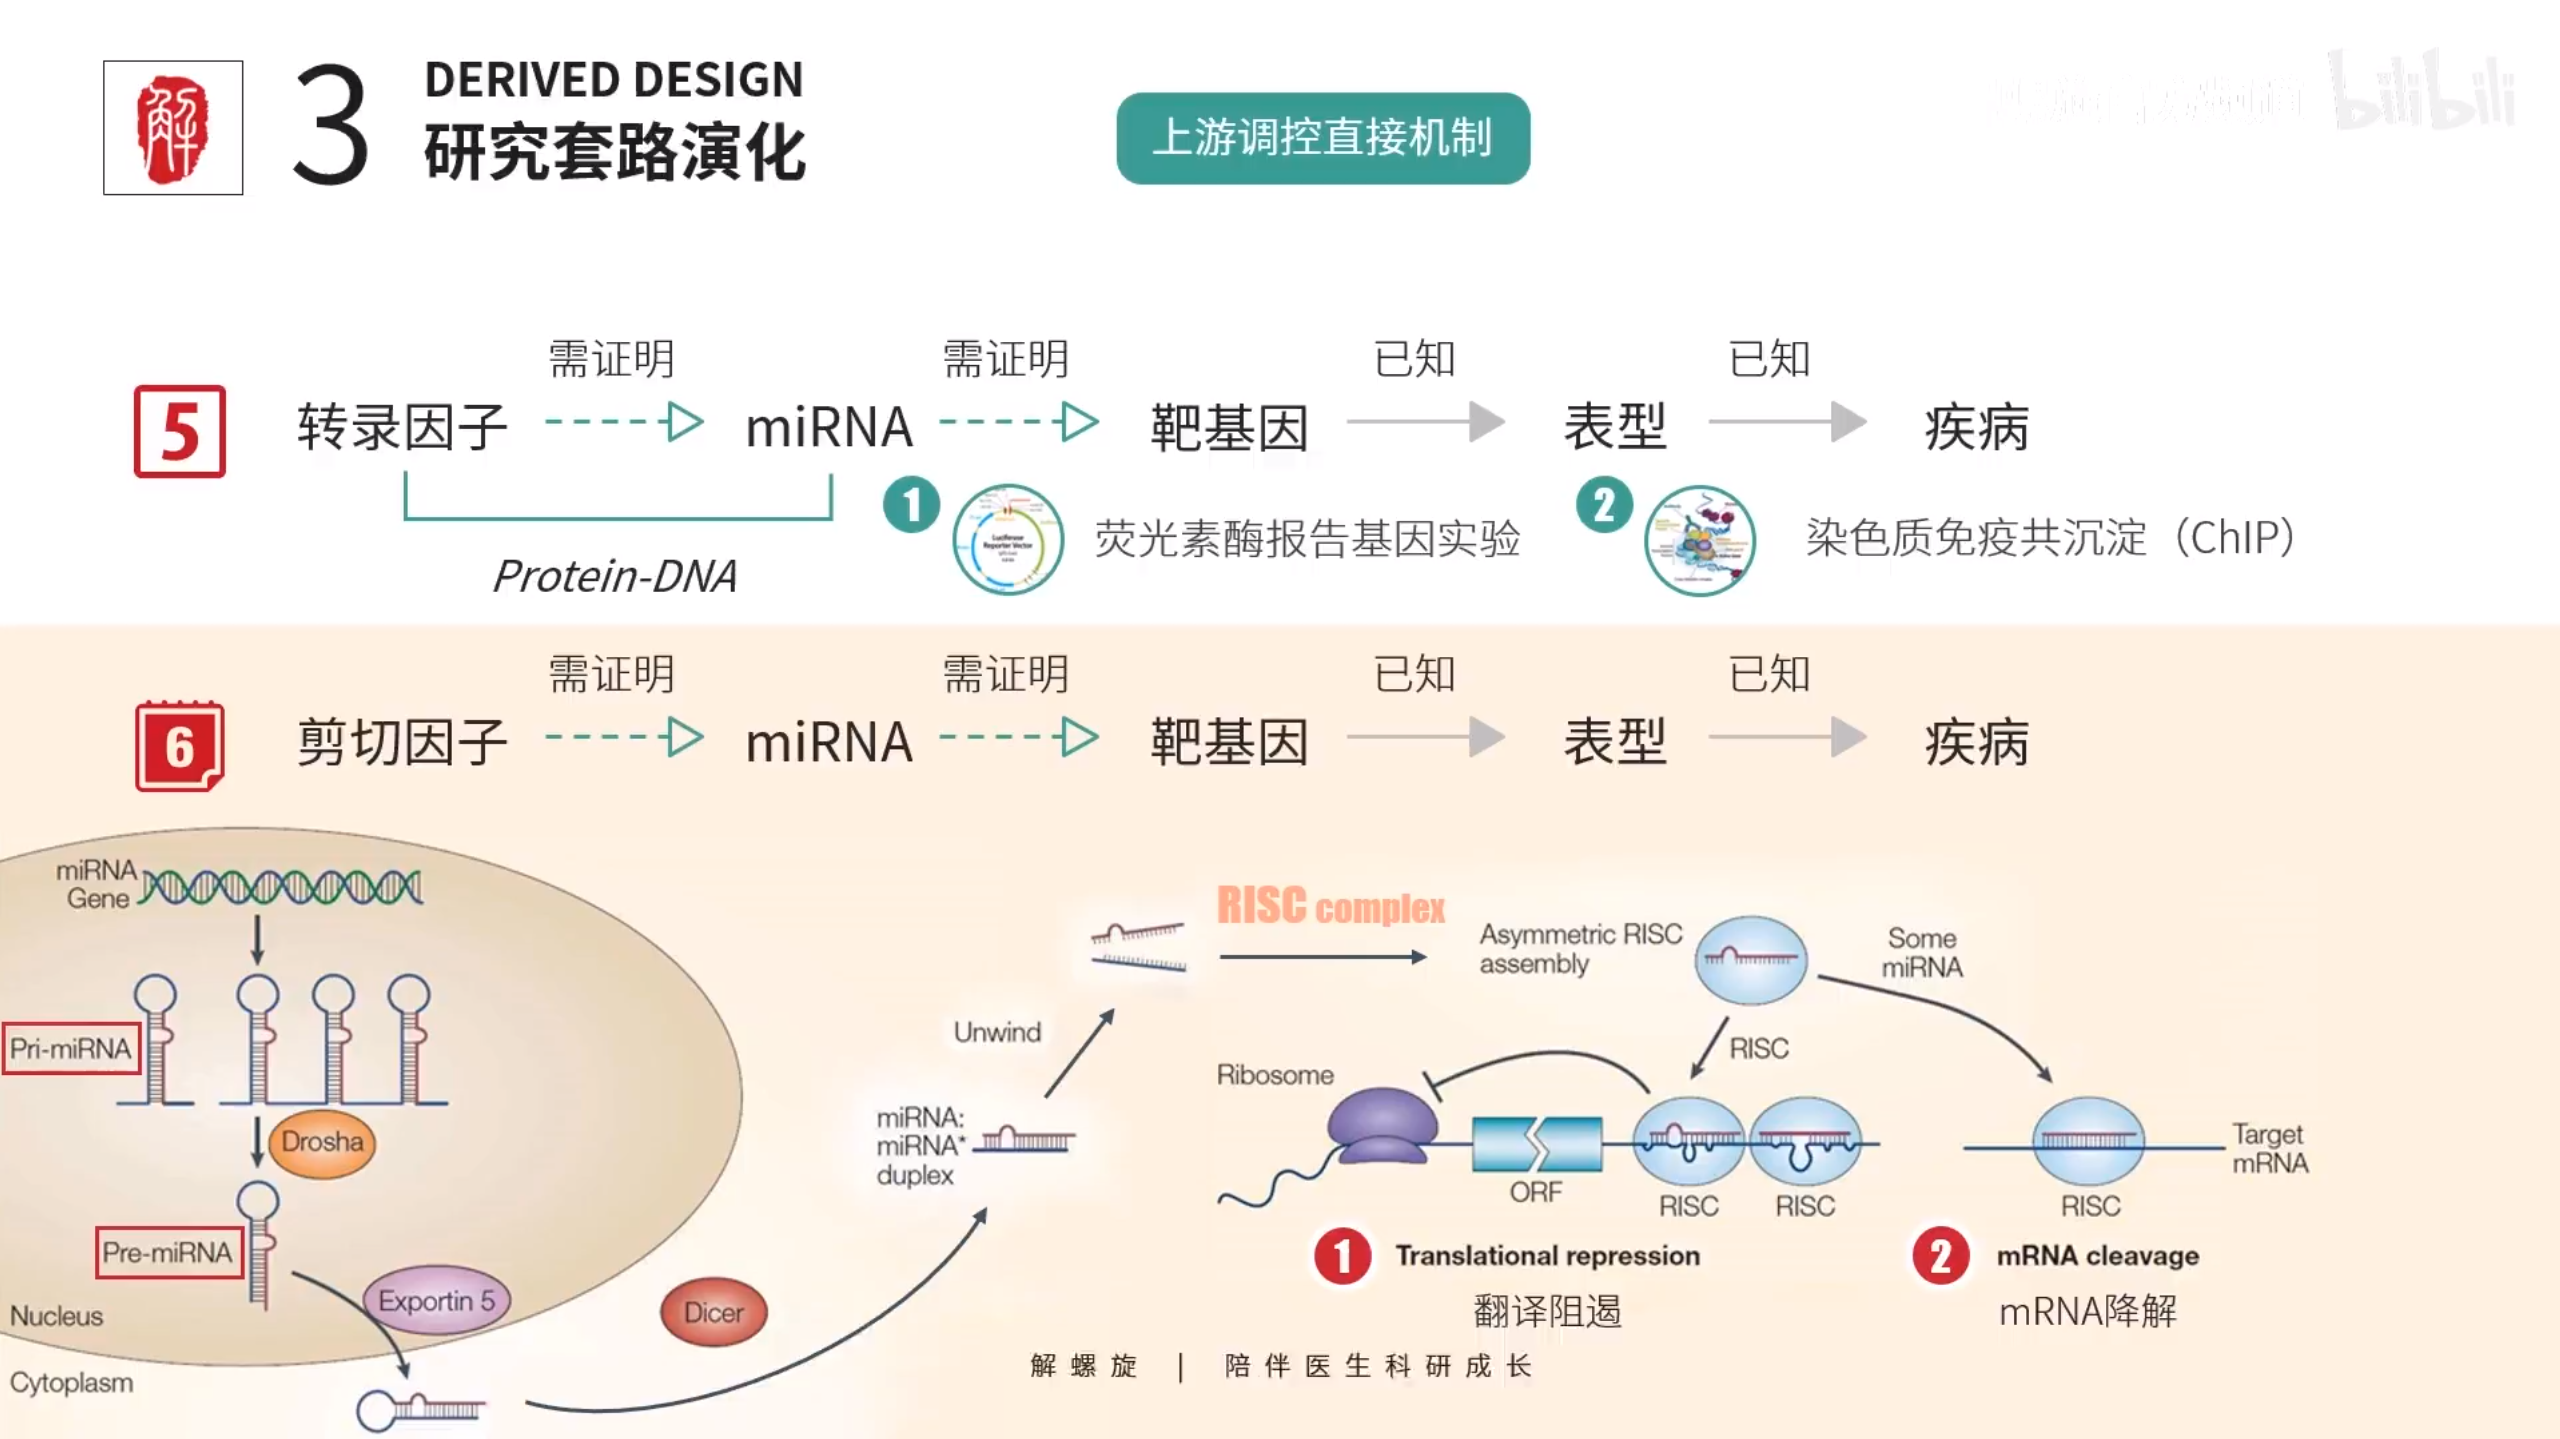 解
3
DERIVED DESIGN
研究套路演化
上游调控直接机制
bilibili
需证明
需证明
已知
已知
5
转录因子
miRNA
靶基因
表型
疾病
Protein-DNA
1
Luciferase
Reporter Vector
荧光素酶报告基因实验
2
染色质免疫共沉淀（ChIP）
需证明
需证明
已知
已知
6
剪切因子
miRNA
靶基因
表型
疾病
miRNA
Gene
Pri-miRNA
Drosha
Pre-miRNA
Exportin 5
Nucleus
Cytoplasm
Dicer
miRNA:
miRNA*
duplex
Unwind
RISC complex
Asymmetric RISC
assembly
Some
miRNA
RISC
Ribosome
ORF
RISC
RISC
RISC
Target
mRNA
1
Translational repression
翻译阻遏
2
mRNA cleavage
mRNA降解
解螺旋 | 陪伴医生科研成长